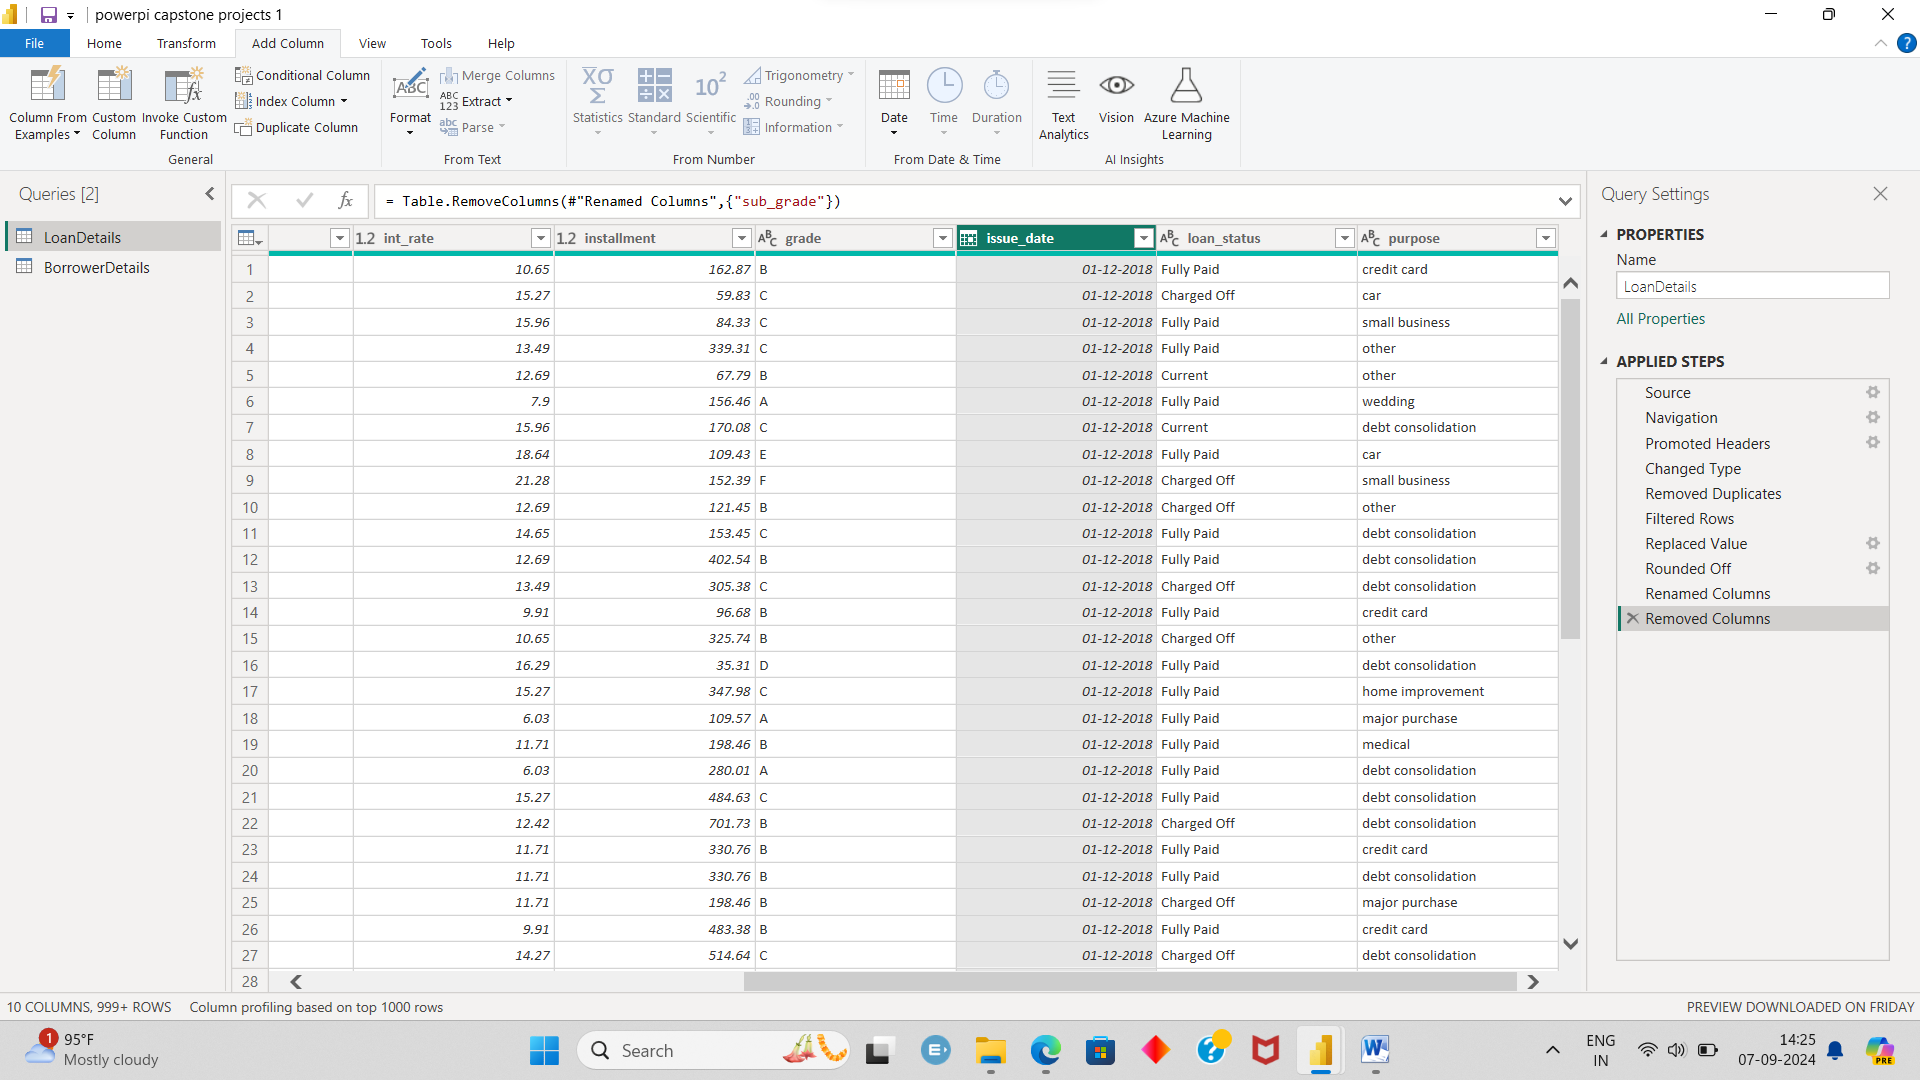 powerpi capstone projects 1
File Home Transform Add Column View Tools Help
Column From Examples
Custom Column
Invoke Custom Function
Conditional Column
Index Column
Duplicate Column
General
Format
Merge Columns
Extract
Parse
From Text
Statistics
Standard
Scientific
Trigonometry
Rounding
Information
From Number
Date
Time
Duration
From Date & Time
Text Analytics
Vision
Azure Machine Learning
AI Insights
Queries [2]
LoanDetails
BorrowerDetails
= Table.RemoveColumns(#"Renamed Columns",{"sub_grade"})
1.2 int_rate 1.2 installment ABC grade issue_date ABC loan_status ABC purpose
1 10.65 162.87 B 01-12-2018 Fully Paid credit card
2 15.27 59.83 C 01-12-2018 Charged Off car
3 15.96 84.33 C 01-12-2018 Fully Paid small business
4 13.49 339.31 C 01-12-2018 Fully Paid other
5 12.69 67.79 B 01-12-2018 Current other
6 7.9 156.46 A 01-12-2018 Fully Paid wedding
7 15.96 170.08 C 01-12-2018 Current debt consolidation
8 18.64 109.43 E 01-12-2018 Fully Paid car
9 21.28 152.39 F 01-12-2018 Charged Off small business
10 12.69 121.45 B 01-12-2018 Charged Off other
11 14.65 153.45 C 01-12-2018 Fully Paid debt consolidation
12 12.69 402.54 B 01-12-2018 Fully Paid debt consolidation
13 13.49 305.38 C 01-12-2018 Charged Off debt consolidation
14 9.91 96.68 B 01-12-2018 Fully Paid credit card
15 10.65 325.74 B 01-12-2018 Charged Off other
16 16.29 35.31 D 01-12-2018 Fully Paid debt consolidation
17 15.27 347.98 C 01-12-2018 Fully Paid home improvement
18 6.03 109.57 A 01-12-2018 Fully Paid major purchase
19 11.71 198.46 B 01-12-2018 Fully Paid medical
20 6.03 280.01 A 01-12-2018 Fully Paid debt consolidation
21 15.27 484.63 C 01-12-2018 Fully Paid debt consolidation
22 12.42 701.73 B 01-12-2018 Charged Off debt consolidation
23 11.71 330.76 B 01-12-2018 Fully Paid credit card
24 11.71 330.76 B 01-12-2018 Fully Paid debt consolidation
25 11.71 198.46 B 01-12-2018 Charged Off major purchase
26 9.91 483.38 B 01-12-2018 Fully Paid credit card
27 14.27 514.64 C 01-12-2018 Charged Off debt consolidation
28
Query Settings
PROPERTIES
Name
LoanDetails
All Properties
APPLIED STEPS
Source
Navigation
Promoted Headers
Changed Type
Removed Duplicates
Filtered Rows
Replaced Value
Rounded Off
Renamed Columns
Removed Columns
10 COLUMNS, 999+ ROWS Column profiling based on top 1000 rows
PREVIEW DOWNLOADED ON FRIDAY
1
95°F
Mostly cloudy
Search
ENG
IN
14:25
07-09-2024